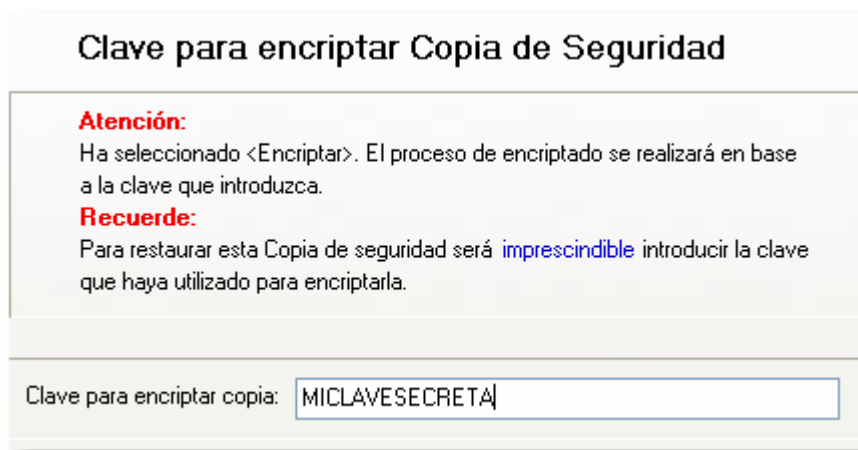 Clave para encriptar Copia de Seguridad
Atención:
Ha seleccionado <Encriptar>. El proceso de encriptado se realizará en base
a la clave que introduzca.
Recuerde:
Para restaurar esta Copia de seguridad será imprescindible introducir la clave
que haya utilizado para encriptarla.
Clave para encriptar copia: MICLAVESECRETA